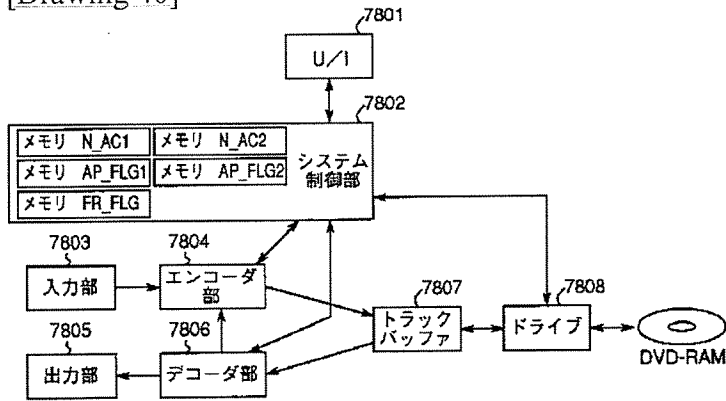 7801
U/I
7802
メモリ N_AC1
メモリ N_AC2
メモリ AP_FLG1
メモリ AP_FLG2
メモリ FR_FLG
システム
制御部
7803
入力部
7804
エンコーダ
部
7805
出力部
7806
デコーダ部
7807
トラック
バッファ
7808
ドライブ
DVD-RAM